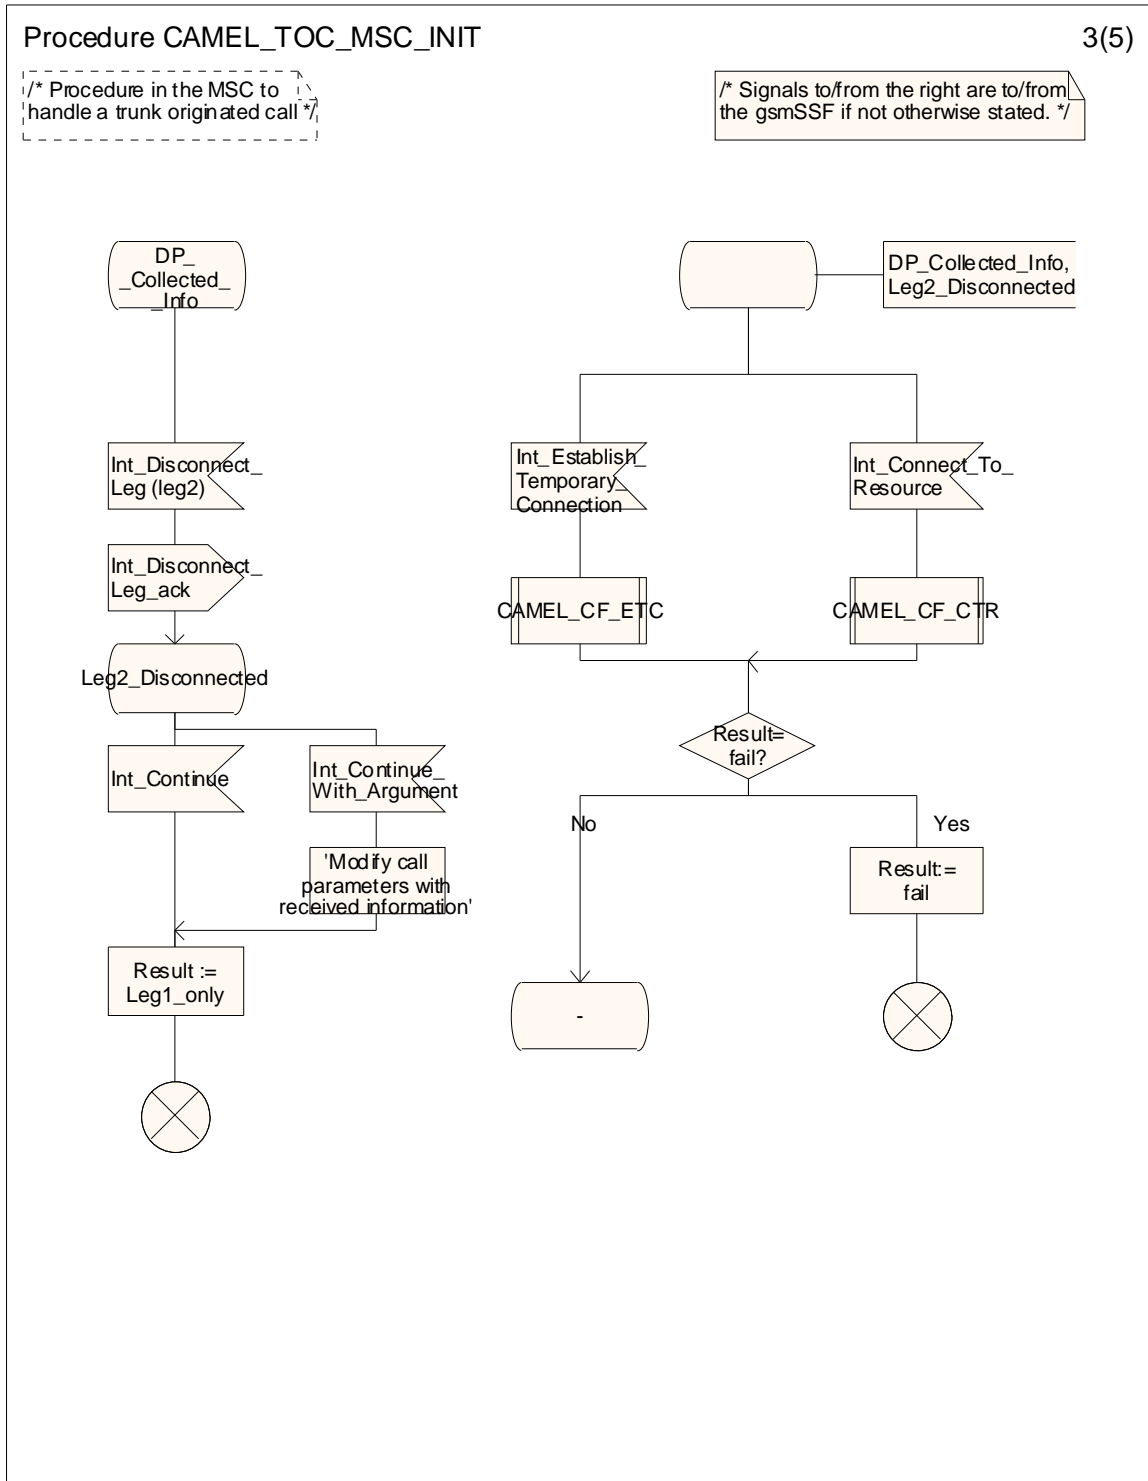 Procedure CAMEL_TOC_MSC_INIT
3(5)
/* Procedure in the MSC to
handle a trunk originated call */
/* Signals to/from the right are to/from
the gsmSSF if not otherwise stated. */
DP_
_Collected_
_Info
Int_Disconnect_
Leg (leg2)
Int_Disconnect_
Leg_ack
Leg2_Disconnected
Int_Continue
Int_Continue_
With_Argument
'Modify call
parameters with
received information'
Result :=
Leg1_only
DP_Collected_Info,
Leg2_Disconnected
Int_Establish_
Temporary_
Connection
Int_Connect_To_
Resource
CAMEL_CF_ETC
CAMEL_CF_CTR
Result=
fail?
No
Yes
Result:=
fail
-